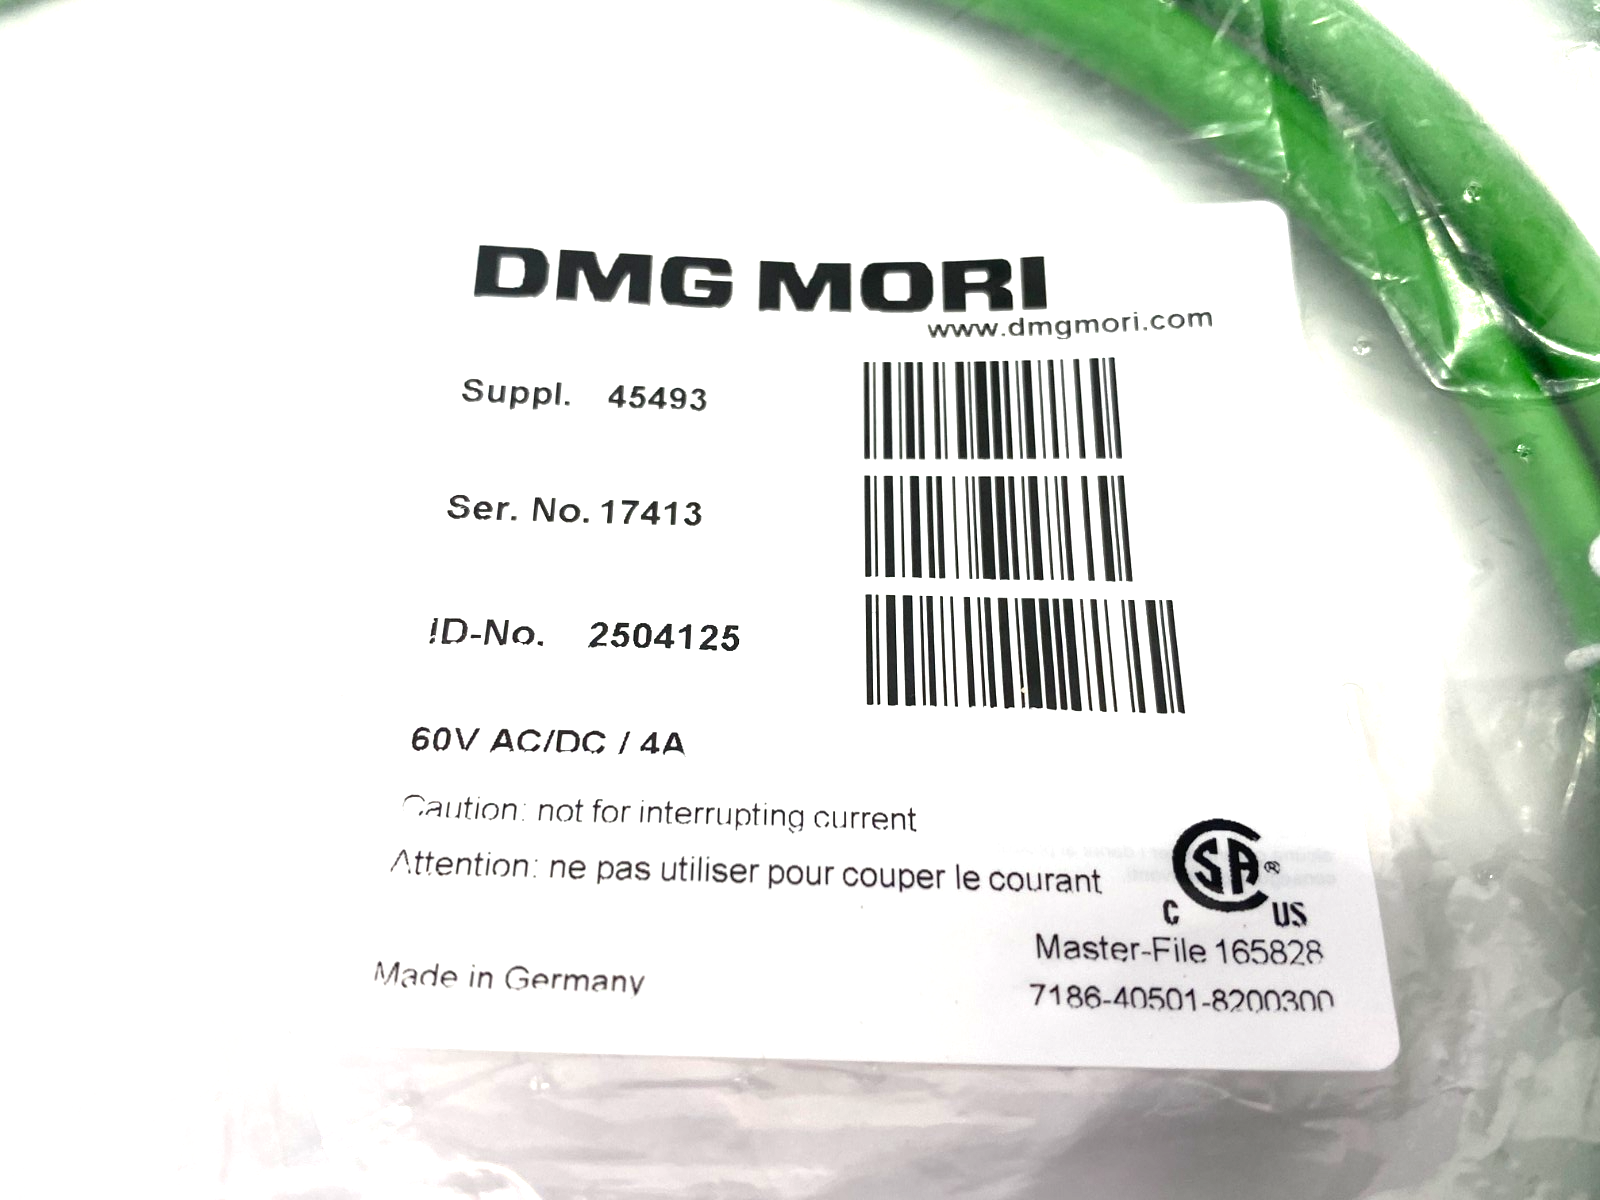 DMG MORI
www.dmgmori.com
Suppl. 45493
Ser. No. 17413
ID-No. 2504125
60V AC/DC / 4A
Caution: not for interrupting current
Attention: ne pas utiliser pour couper le courant
SA®
C US
Master-File 165828
Made in Germany
7186-40501-8200300